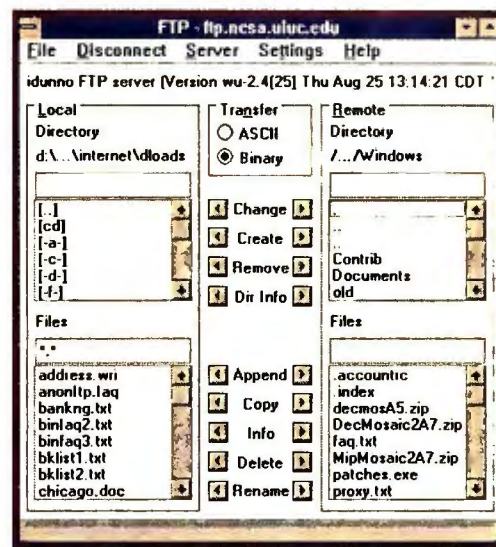 FTP - ftp.ncsa.uiuc.edu
File Disconnect Server Settings Help
idunno FTP server (Version wu-2.4[25] Thu Aug 25 13:14:21 CDT
Local
Directory
d:\...\internet\dloads
[..]
[cd]
[-a-]
[-c-]
[-d-]
[-f-]
Files
*.*
address.wri
anonftp.faq
bankng.txt
binfaq2.txt
binfaq3.txt
bklist1.txt
bklist2.txt
chicago.doc
Transfer
ASCII
Binary
Change
Create
Remove
Dir Info
Append
Copy
Info
Delete
Rename
Remote
Directory
/.../Windows
.
..
Contrib
Documents
old
Files
.accountrc
.index
decmosA5.zip
DecMosaic2A7.zip
faq.txt
MipMosaic2A7.zip
patches.exe
proxy.txt